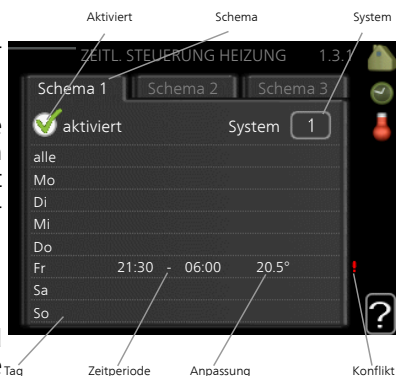 Aktiviert Schema System
ZEITL. STEUERUNG HEIZUNG 1.3.1
Schema 1 Schema 2 Schema 3
aktiviert System 1
alle
Mo
Di
Mi
Do
Fr 21:30 - 06:00 20.5° !
Sa
So
?
Tag Zeitperiode Anpassung Konflikt